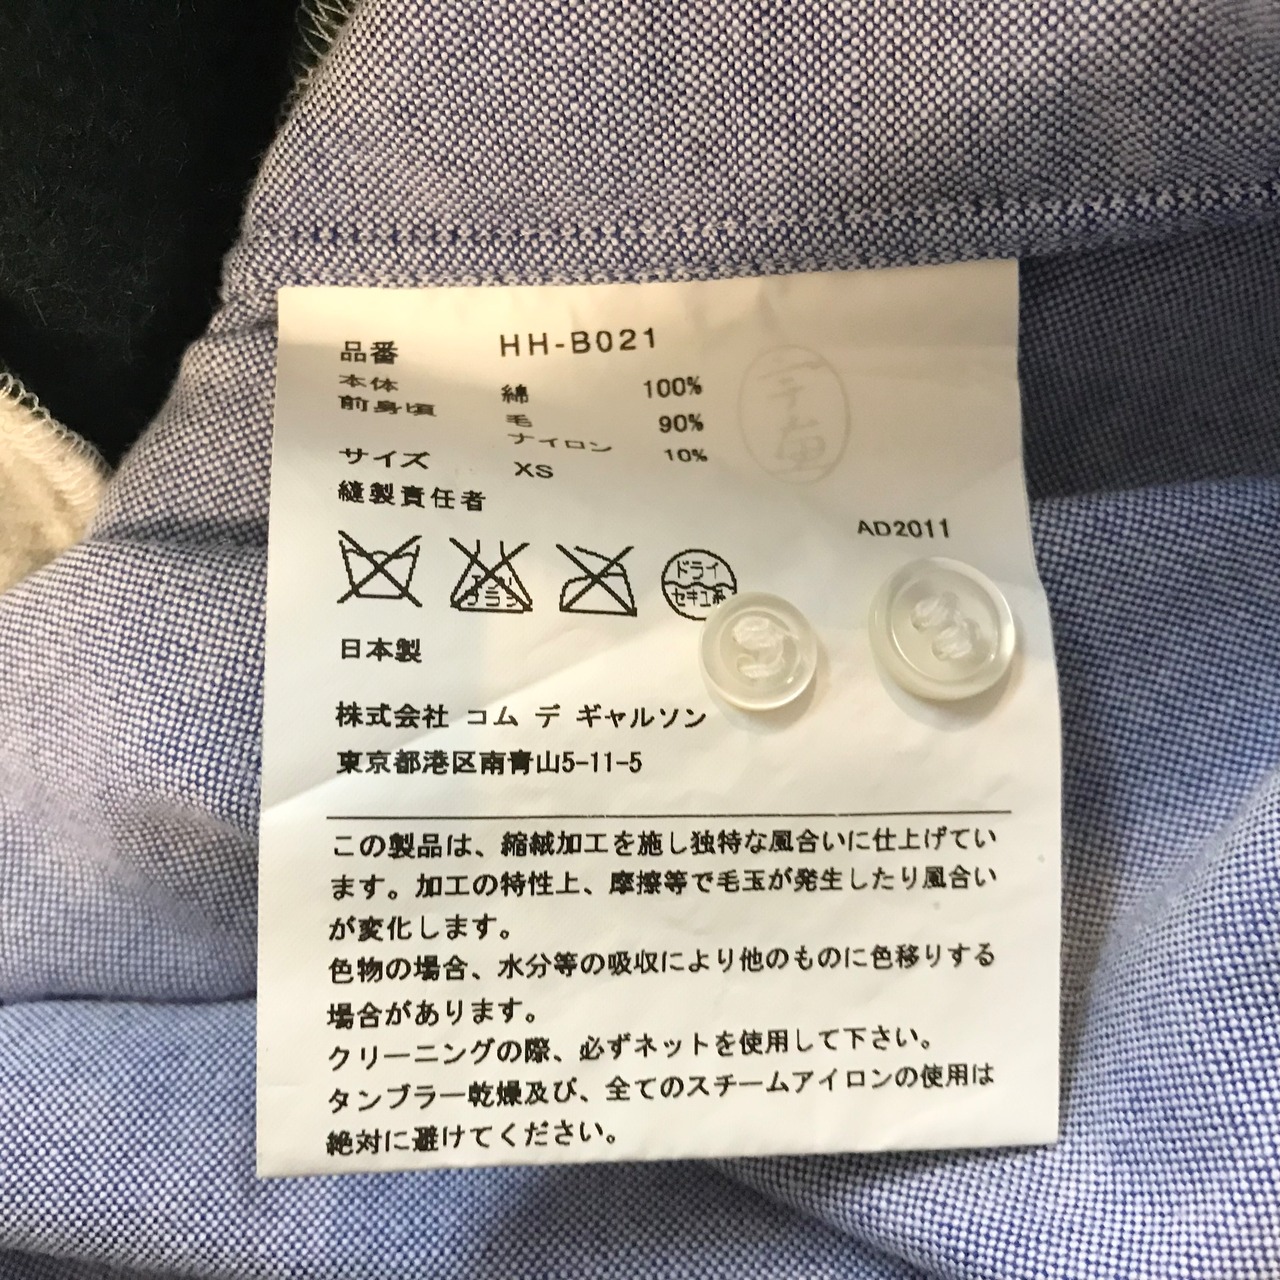 品番 HH-B021
本体 綿 100%
前身頃 毛 90%
ナイロン 10%
サイズ XS
縫製責任者
AD2011
エンソ
ブラシ
ドライ
セキユ系
日本製
株式会社 コム デ ギャルソン
東京都港区南青山5-11-5
この製品は、縮絨加工を施し独特な風合いに仕上げてい
ます。加工の特性上、摩擦等で毛玉が発生したり風合い
が変化します。
色物の場合、水分等の吸収により他のものに色移りする
場合があります。
クリーニングの際、必ずネットを使用して下さい。
タンブラー乾燥及び、全てのスチームアイロンの使用は
絶対に避けてください。